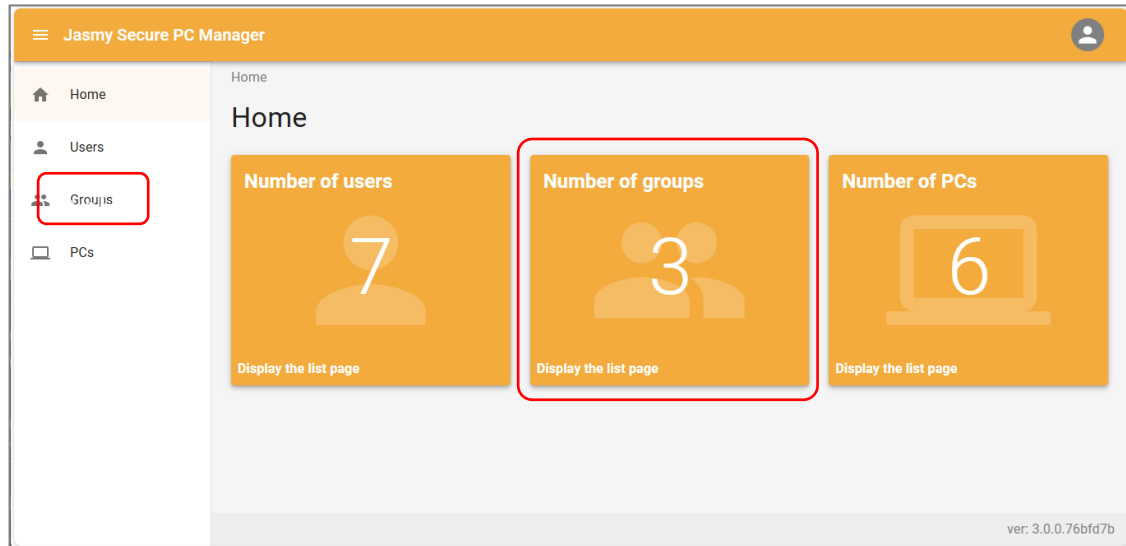 Jasmy Secure PC Manager
Home
Users
Groups
PCs
Home
Home
Number of users
7
Display the list page
Number of groups
3
Display the list page
Number of PCs
6
Display the list page
ver: 3.0.0.76bfd7b